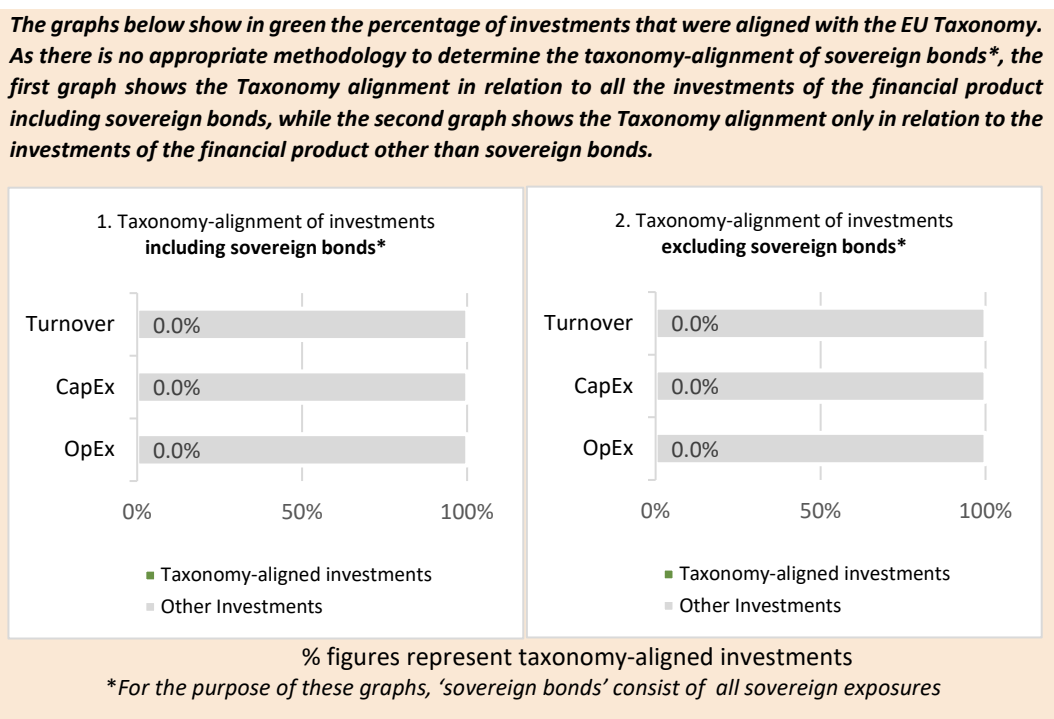 The graphs below show in green the percentage of investments that were aligned with the EU Taxonomy.
As there is no appropriate methodology to determine the taxonomy-alignment of sovereign bonds*, the
first graph shows the Taxonomy alignment in relation to all the investments of the financial product
including sovereign bonds, while the second graph shows the Taxonomy alignment only in relation to the
investments of the financial product other than sovereign bonds.
1. Taxonomy-alignment of investments
including sovereign bonds*
Turnover 0.0%
CapEx 0.0%
OpEx 0.0%
0% 50% 100%
Taxonomy-aligned investments
Other Investments
2. Taxonomy-alignment of investments
excluding sovereign bonds*
Turnover 0.0%
CapEx 0.0%
OpEx 0.0%
0% 50% 100%
Taxonomy-aligned investments
Other Investments
% figures represent taxonomy-aligned investments
*For the purpose of these graphs, ‘sovereign bonds’ consist of all sovereign exposures